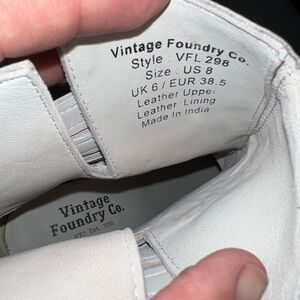 Vintage Foundry Co.
Style : VFL 298
Size : US 8
UK 6 / EUR 38.5
Leather Upper
Leather Lining
Made In India
Vintage
Foundry Co.